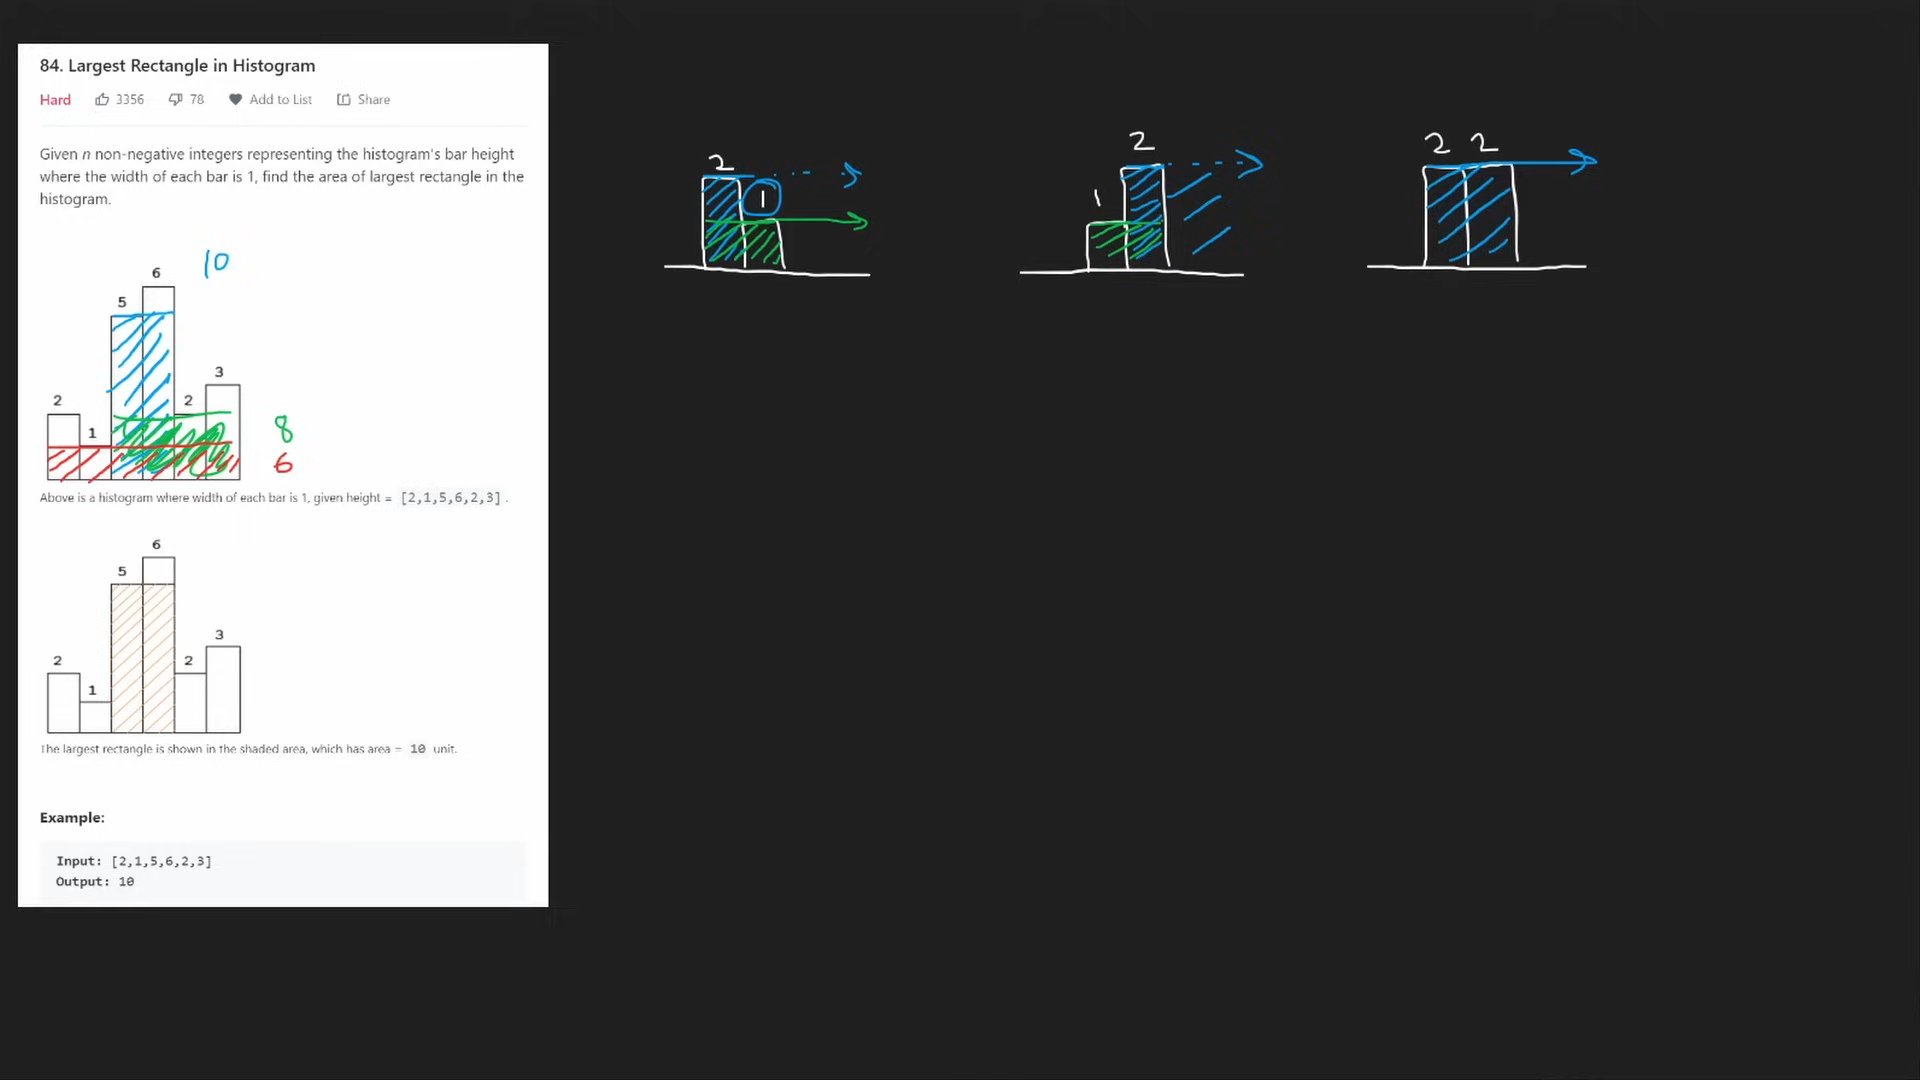 84. Largest Rectangle in Histogram
Hard 3356 78 Add to List Share
Given n non-negative integers representing the histogram's bar height
where the width of each bar is 1, find the area of largest rectangle in the
histogram.
10
6
5
3
2
2
1
8
6
Above is a histogram where width of each bar is 1, given height = [2,1,5,6,2,3] .
6
5
3
2
2
1
The largest rectangle is shown in the shaded area, which has area = 10 unit.
Example:
Input: [2,1,5,6,2,3]
Output: 10
2
1
2
1
2 2